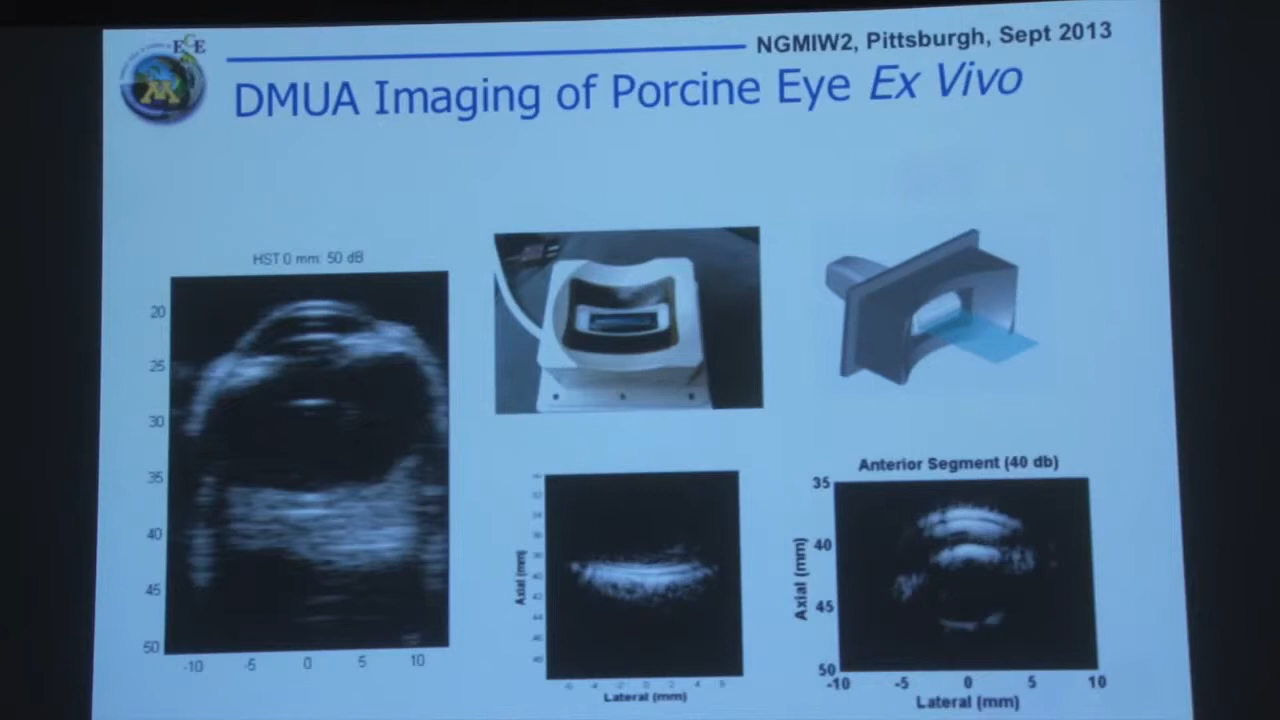 ECE
NGMIW2, Pittsburgh, Sept 2013
DMUA Imaging of Porcine Eye Ex Vivo
HST 0 mm: 50 dB
20
25
30
35
40
45
50
-10 -5 0 5 10
Axial (mm)
Lateral (mm)
Anterior Segment (40 db)
35
40
45
50
Axial (mm)
-10 -5 0 5 10
Lateral (mm)